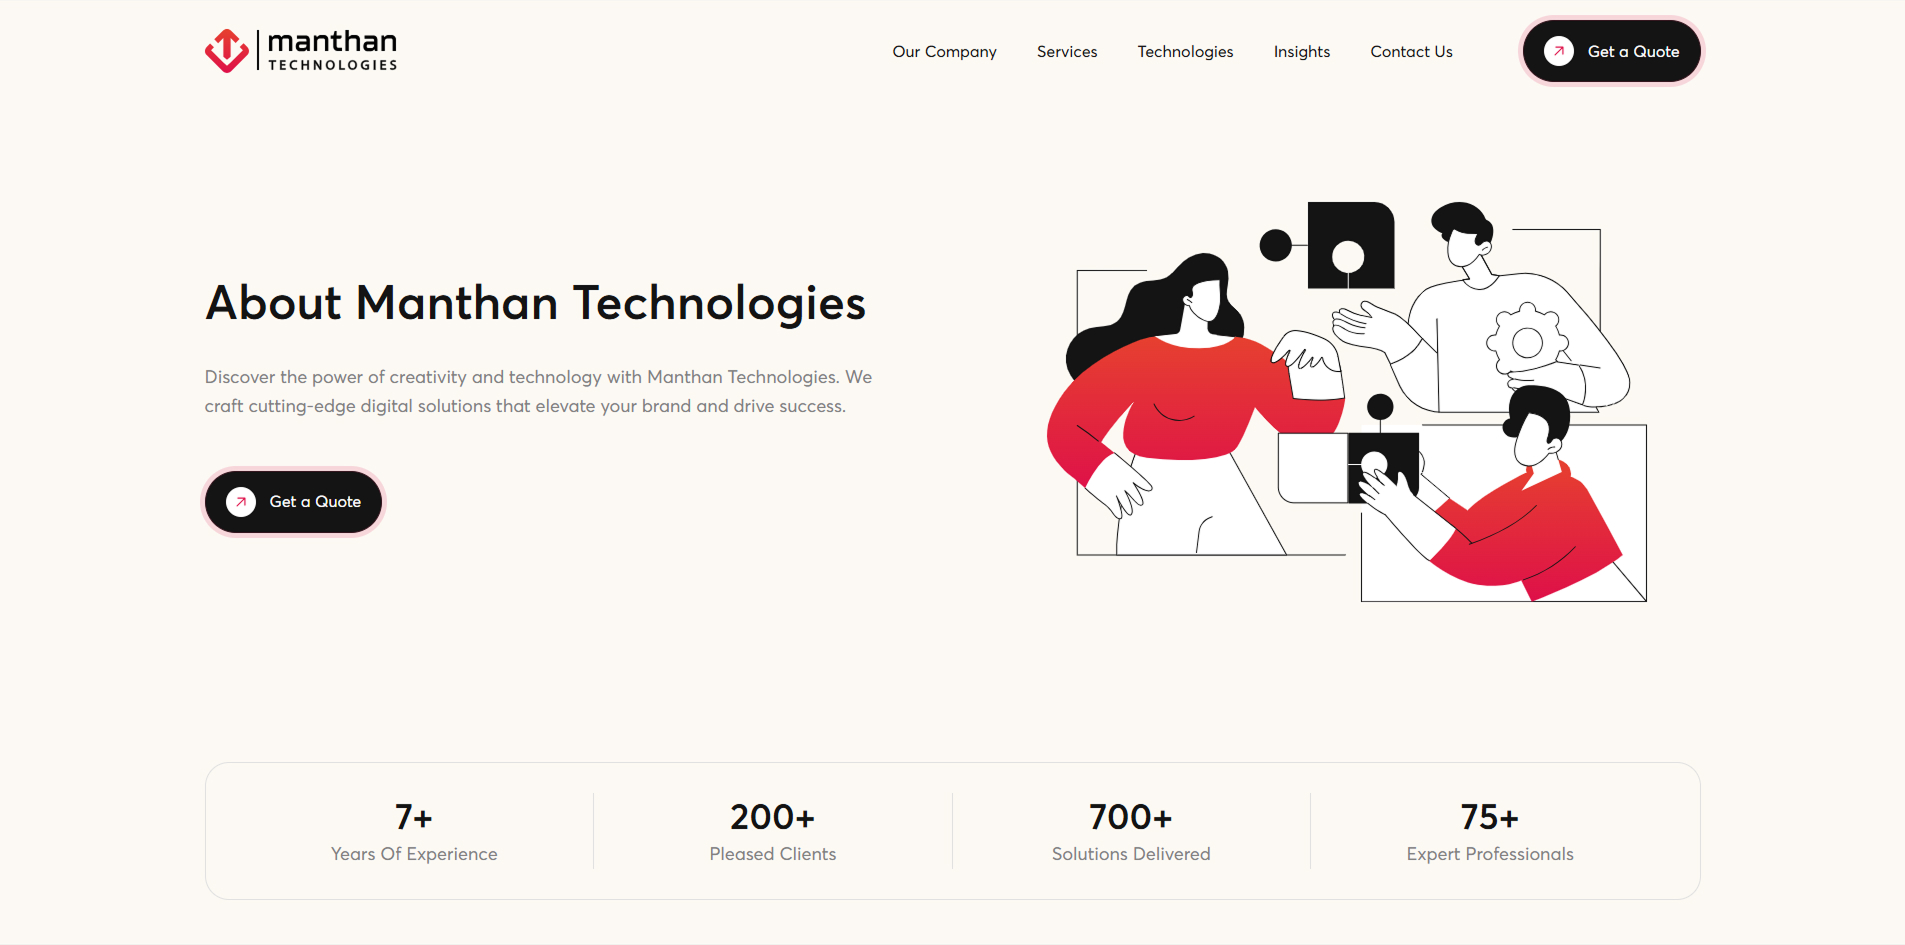 manthan
TECHNOLOGIES
Our Company Services Technologies Insights Contact Us Get a Quote
About Manthan Technologies
Discover the power of creativity and technology with Manthan Technologies. We
craft cutting-edge digital solutions that elevate your brand and drive success.
Get a Quote
7+ 200+ 700+ 75+
Years Of Experience Pleased Clients Solutions Delivered Expert Professionals